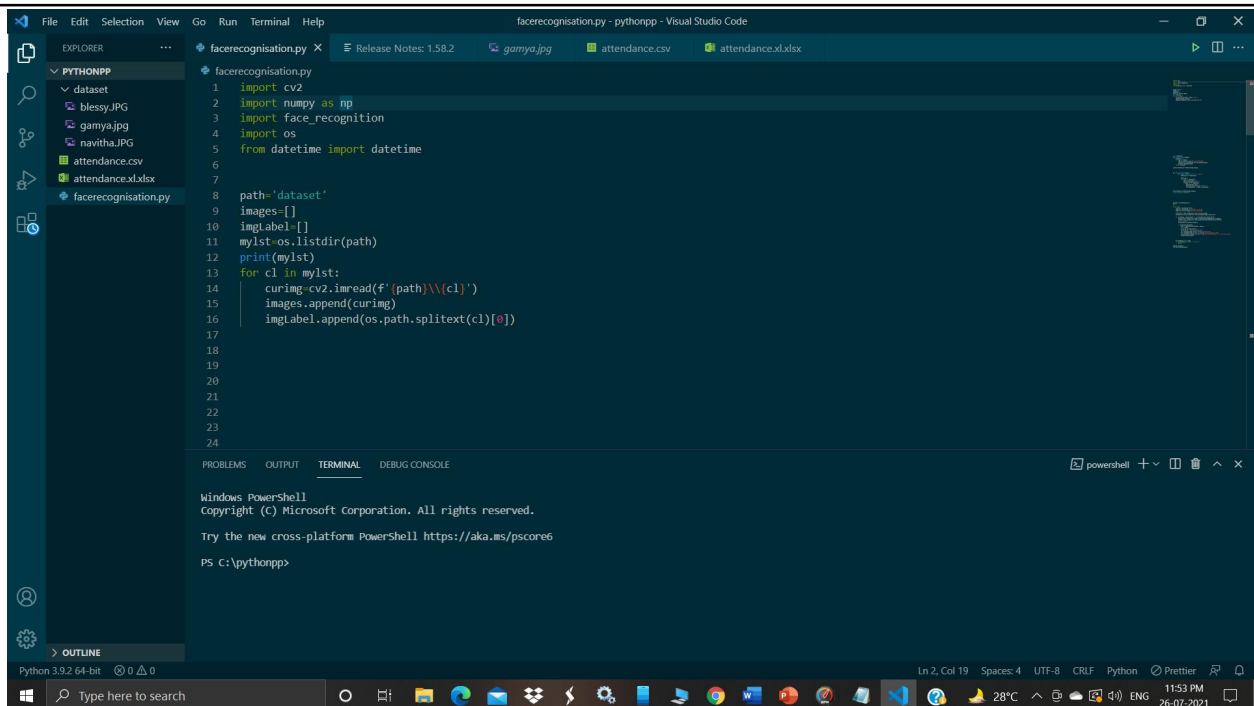 File Edit Selection View Go Run Terminal Help facerecognisation.py - pythonpp - Visual Studio Code
EXPLORER ...
facerecognisation.py Release Notes: 1.58.2 gamya.jpg attendance.csv attendance.xl.xlsx
PYTHONPP
dataset
blessy.JPG
gamya.jpg
navitha.JPG
attendance.csv
attendance.xl.xlsx
facerecognisation.py
facerecognisation.py
1 import cv2
2 import numpy as np
3 import face_recognition
4 import os
5 from datetime import datetime
6
7
8 path='dataset'
9 images=[]
10 imgLabel=[]
11 mylst=os.listdir(path)
12 print(mylst)
13 for cl in mylst:
14 curimg=cv2.imread(f'{path}\\{cl}')
15 images.append(curimg)
16 imgLabel.append(os.path.splitext(cl)[0])
17
18
19
20
21
22
23
24
PROBLEMS OUTPUT TERMINAL DEBUG CONSOLE powershell
Windows PowerShell
Copyright (C) Microsoft Corporation. All rights reserved.
Try the new cross-platform PowerShell https://aka.ms/pscore6
PS C:\pythonpp>
OUTLINE
Python 3.9.2 64-bit 0 0 Ln 2, Col 19 Spaces: 4 UTF-8 CRLF Python Prettier
Type here to search 28°C ENG 11:53 PM
26-07-2021